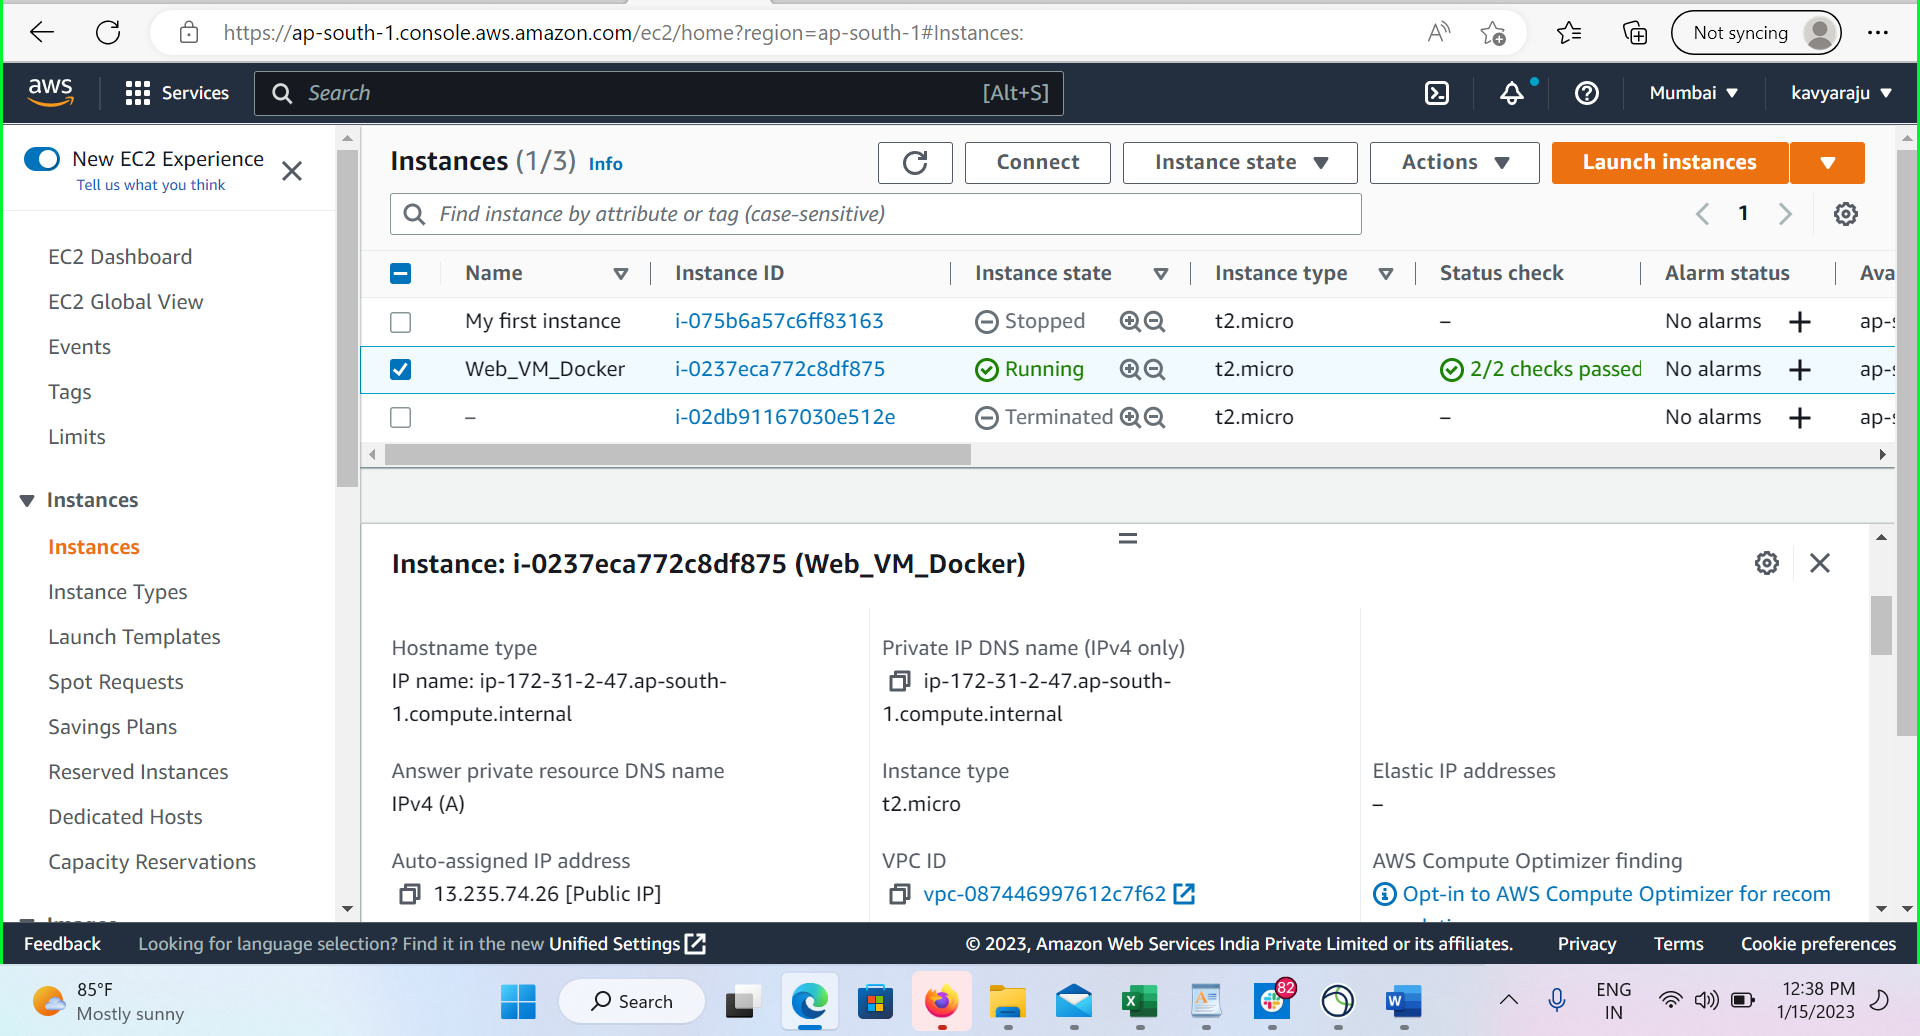 https://ap-south-1.console.aws.amazon.com/ec2/home?region=ap-south-1#Instances:
Not syncing
aws
Services
Search
[Alt+S]
Mumbai
kavyaraju
New EC2 Experience
Tell us what you think
EC2 Dashboard
EC2 Global View
Events
Tags
Limits
Instances
Instances
Instance Types
Launch Templates
Spot Requests
Savings Plans
Reserved Instances
Dedicated Hosts
Capacity Reservations
Instances (1/3) Info
Connect
Instance state
Actions
Launch instances
Find instance by attribute or tag (case-sensitive)
1
Name Instance ID Instance state Instance type Status check Alarm status Ava
My first instance i-075b6a57c6ff83163 Stopped t2.micro – No alarms + ap-s
Web_VM_Docker i-0237eca772c8df875 Running t2.micro 2/2 checks passed No alarms + ap-s
– i-02db91167030e512e Terminated t2.micro – No alarms + ap-s
Instance: i-0237eca772c8df875 (Web_VM_Docker)
Hostname type
IP name: ip-172-31-2-47.ap-south-
1.compute.internal
Private IP DNS name (IPv4 only)
ip-172-31-2-47.ap-south-
1.compute.internal
Answer private resource DNS name
IPv4 (A)
Instance type
t2.micro
Elastic IP addresses
–
Auto-assigned IP address
13.235.74.26 [Public IP]
VPC ID
vpc-087446997612c7f62
AWS Compute Optimizer finding
Opt-in to AWS Compute Optimizer for recom
Feedback
Looking for language selection? Find it in the new Unified Settings
© 2023, Amazon Web Services India Private Limited or its affiliates.
Privacy
Terms
Cookie preferences
85°F
Mostly sunny
Search
82
ENG
IN
12:38 PM
1/15/2023